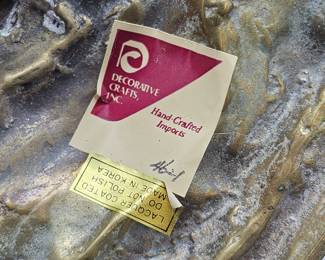 DECORATIVE
CRAFTS,
INC.
Hand-Crafted
Imports
LACQUER COATED
DO NOT POLISH
MADE IN KOREA